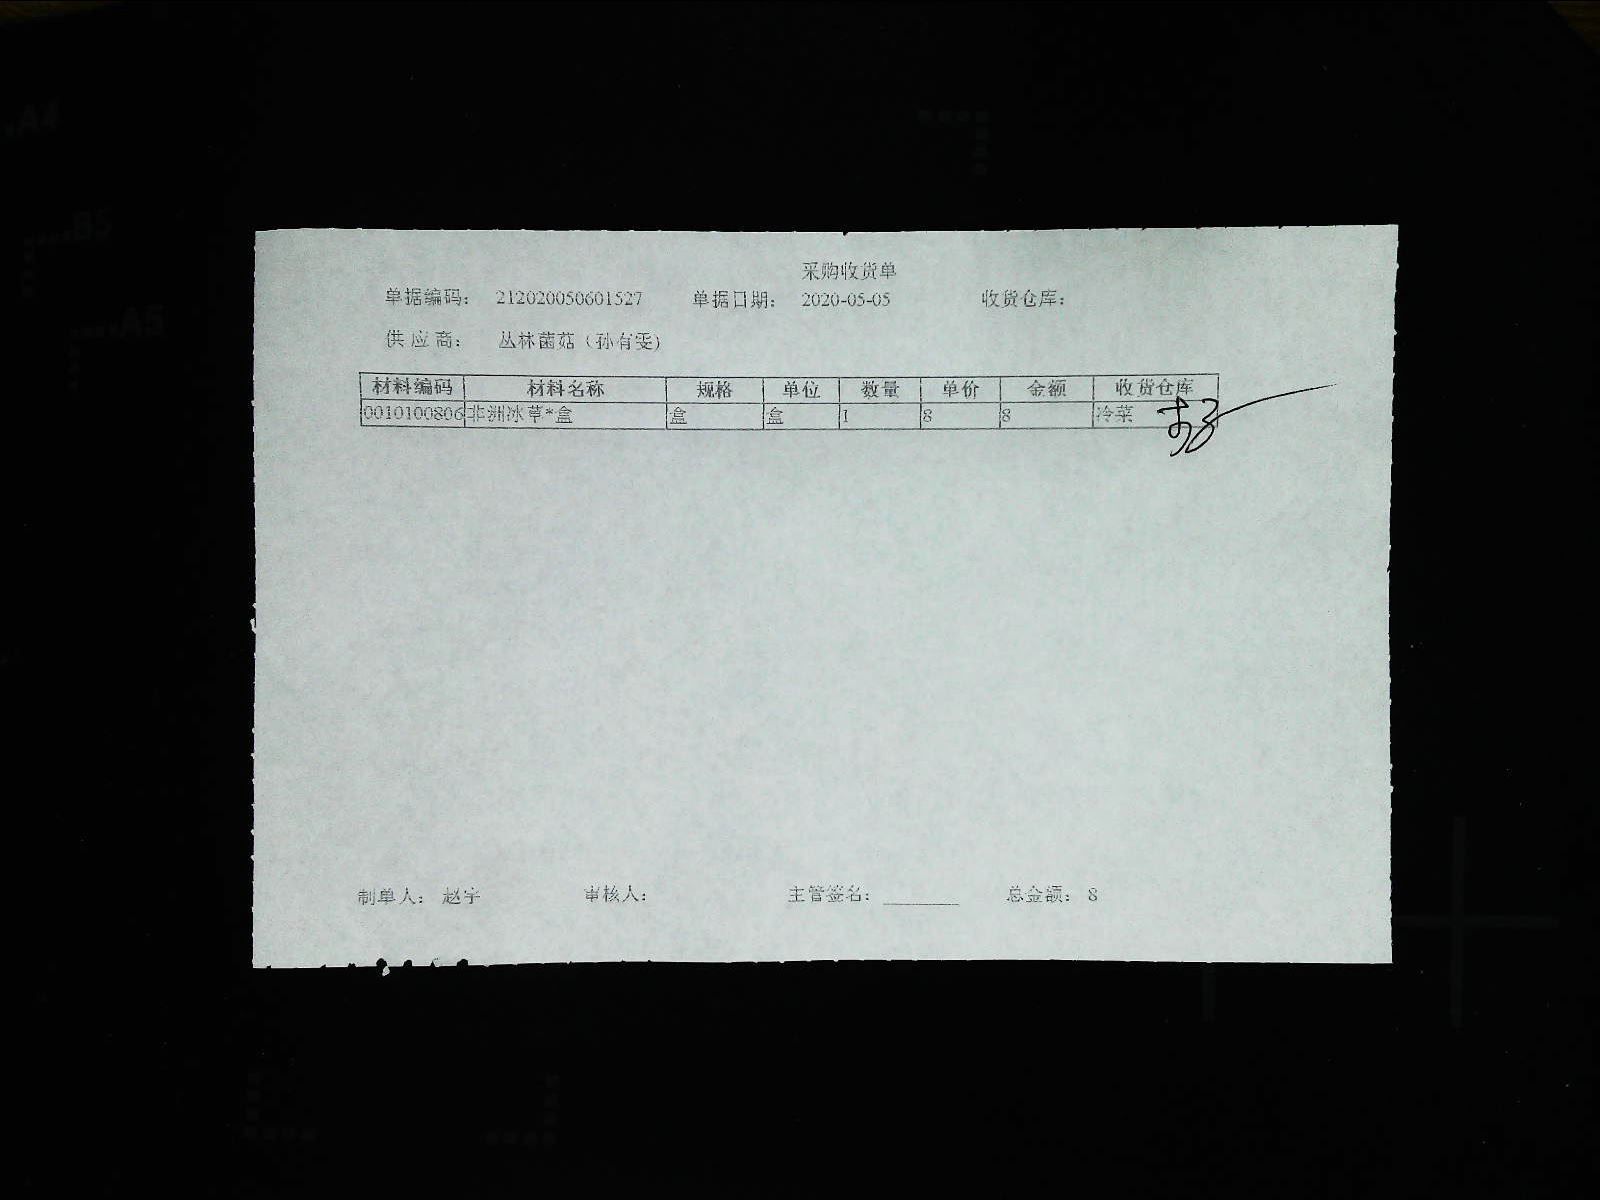 采购收货单
单据编码： 212020050601527 单据日期： 2020-05-05 收货仓库：
供应商： 丛林菌菇（孙有雯）
材料编码 材料名称 规格 单位 数量 单价 金额 收货仓库
0010100806 非洲冰草*盒 盒 盒 1 8 8 冷菜
制单人： 赵宇 审核人： 主管签名： 总金额： 8
A4
B5
A5